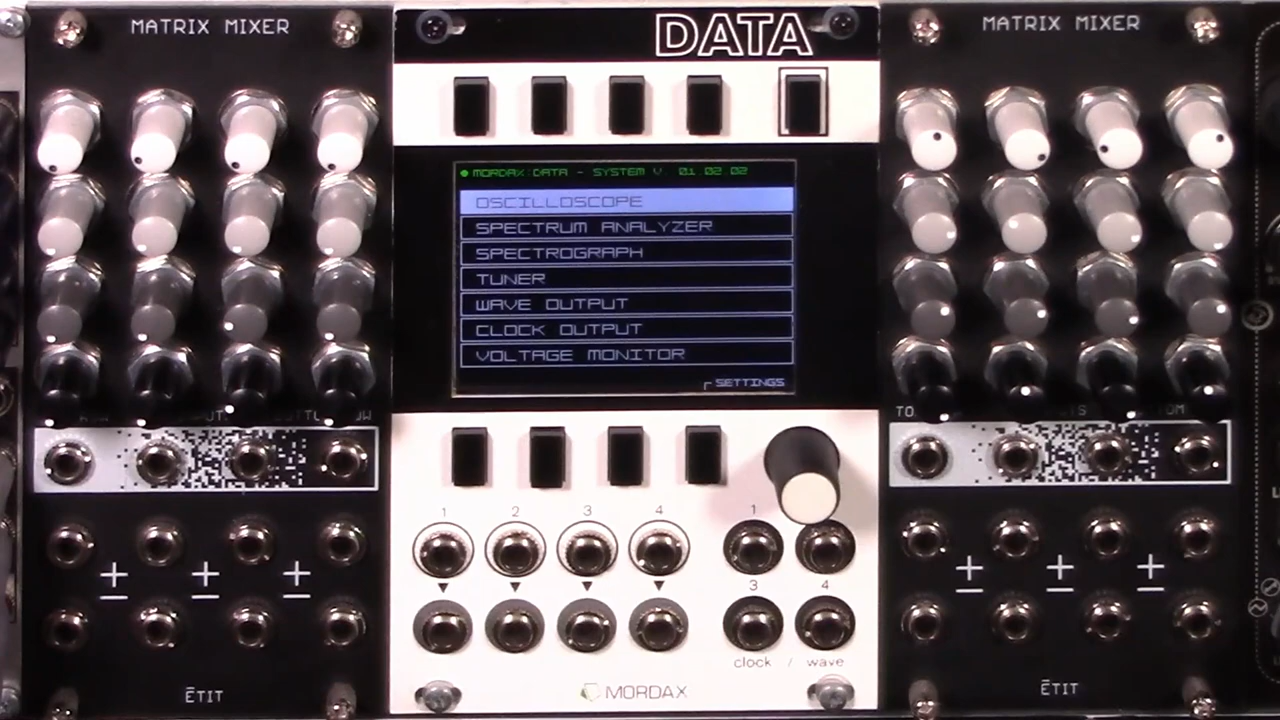 MATRIX MIXER
DATA
MATRIX MIXER
MORDAX:DATA - SYSTEM V 01.02.02
OSCILLOSCOPE
SPECTRUM ANALYZER
SPECTROGRAPH
TUNER
WAVE OUTPUT
CLOCK OUTPUT
VOLTAGE MONITOR
SETTINGS
1 2 3 4 1
3 4
clock / wave
± ± ±
± ± ±
ĒTIT
MORDAX
ĒTIT